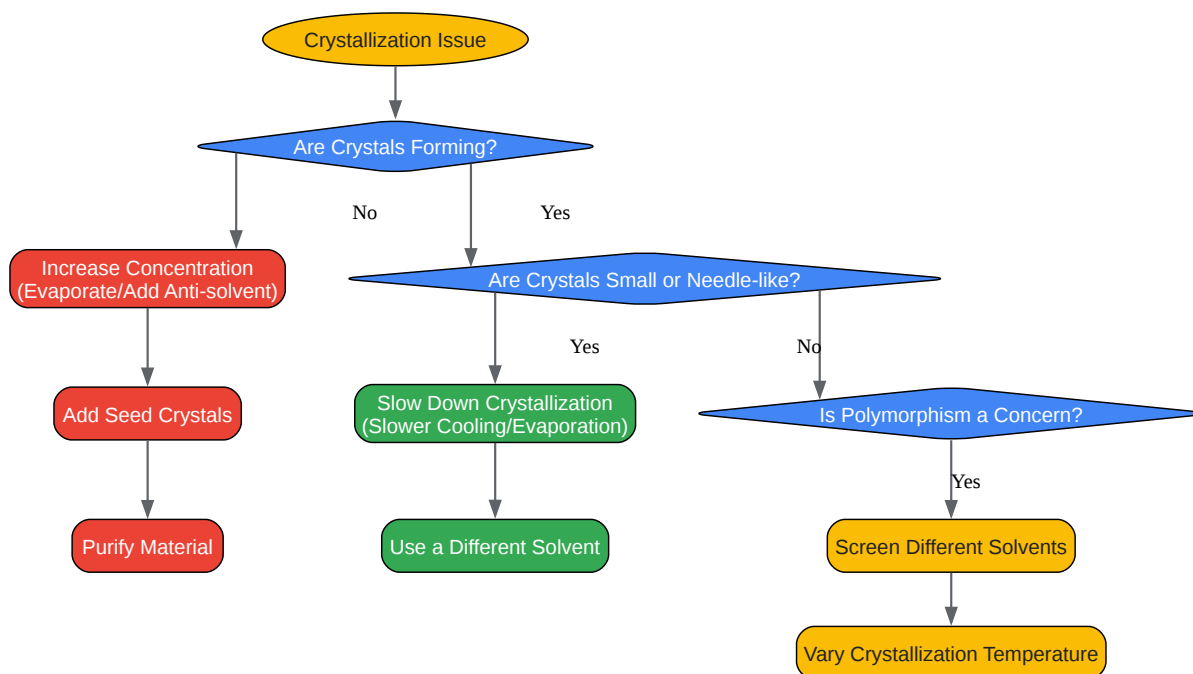 Crystallization Issue
Are Crystals Forming?
No
Yes
Increase Concentration
(Evaporate/Add Anti-solvent)
Are Crystals Small or Needle-like?
Yes
No
Add Seed Crystals
Slow Down Crystallization
(Slower Cooling/Evaporation)
Is Polymorphism a Concern?
Yes
Purify Material
Use a Different Solvent
Screen Different Solvents
Vary Crystallization Temperature